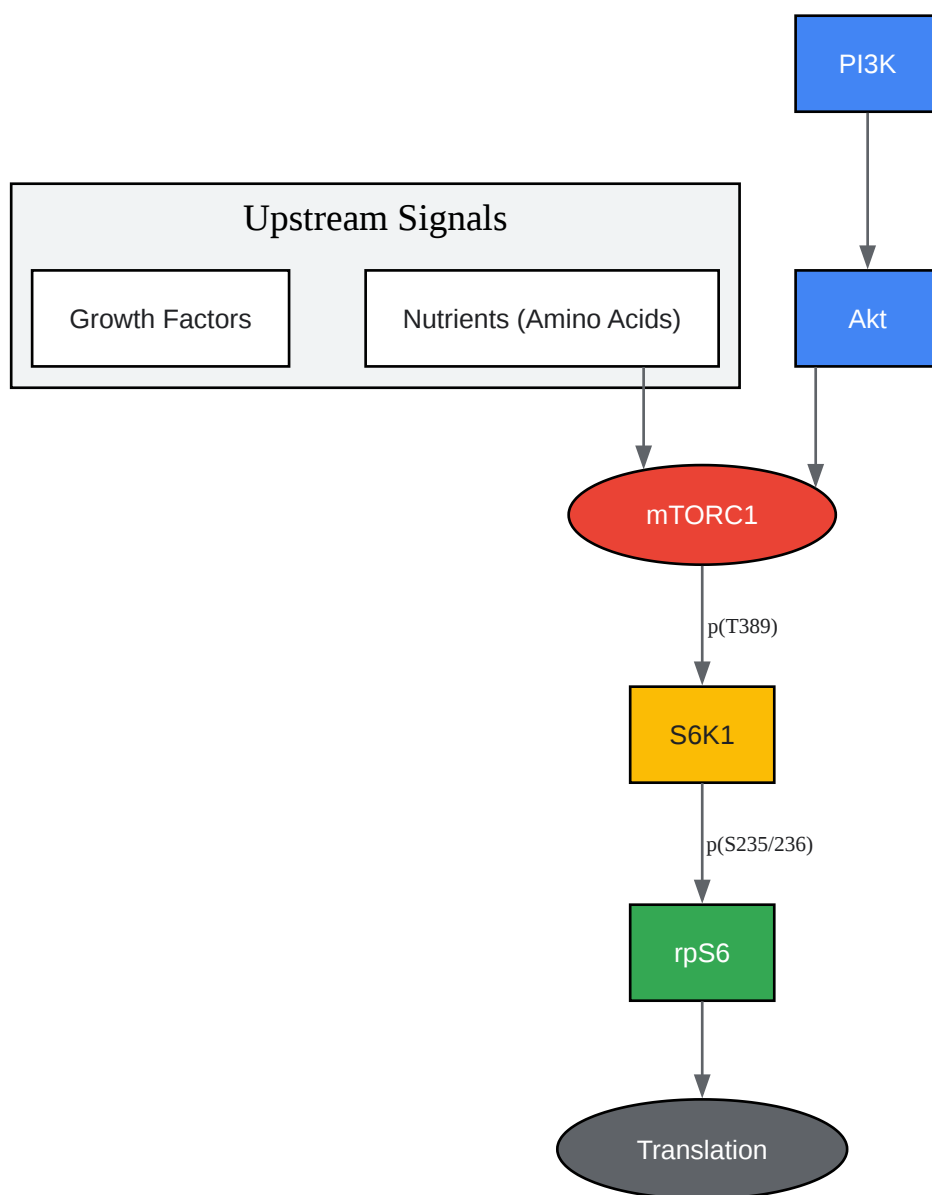 PI3K
Upstream Signals
Growth Factors
Nutrients (Amino Acids)
Akt
mTORC1
p(T389)
S6K1
p(S235/236)
rpS6
Translation